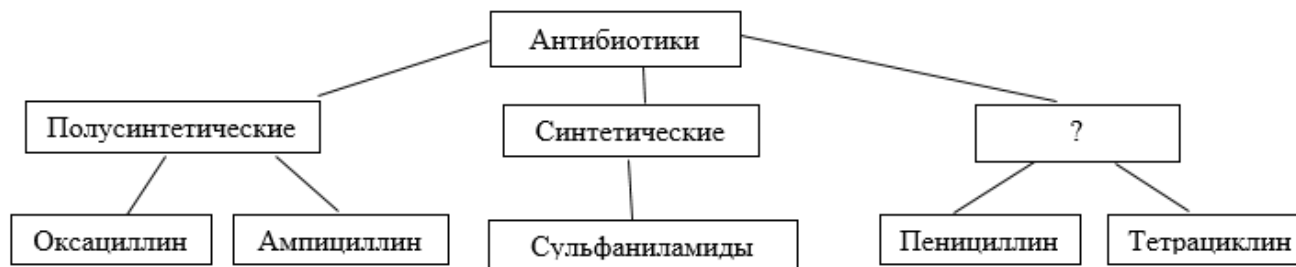 Антибиотики
Полусинтетические
Синтетические
?
Оксациллин
Ампициллин
Сульфаниламиды
Пенициллин
Тетрациклин